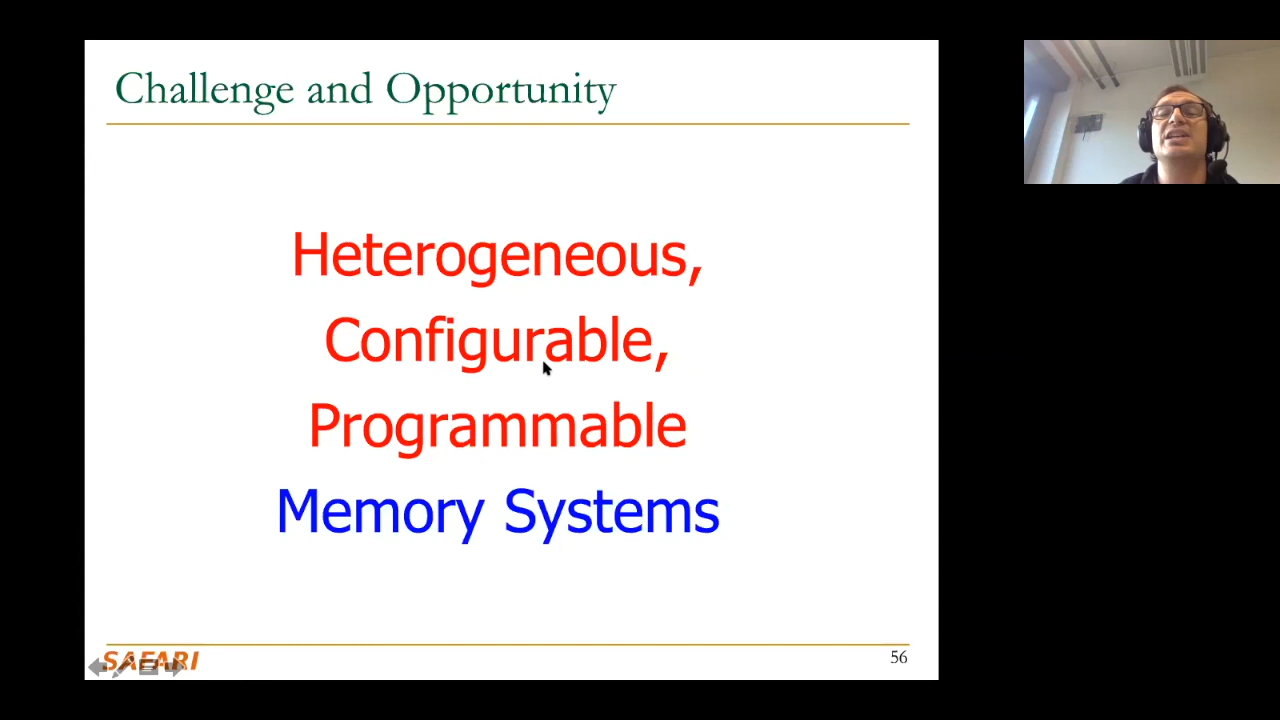 Challenge and Opportunity
Heterogeneous,
Configurable,
Programmable
Memory Systems
SAFARI
56